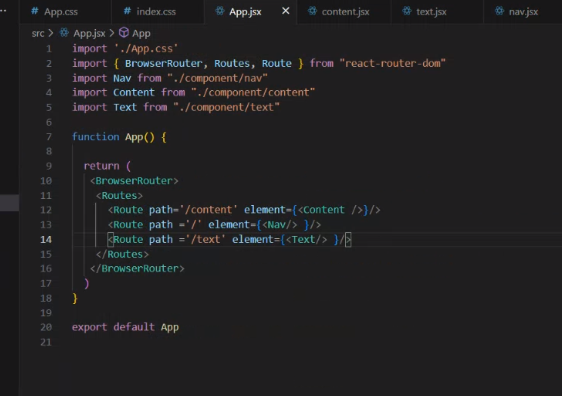 App.css index.css App.jsx × content.jsx text.jsx nav.jsx
src > App.jsx > App
1 import './App.css'
2 import { BrowserRouter, Routes, Route } from "react-router-dom"
3 import Nav from "./component/nav"
4 import Content from "./component/content"
5 import Text from "./component/text"
6
7 function App() {
8
9 return (
10 <BrowserRouter>
11 <Routes>
12 <Route path='/content' element={<Content />}/>
13 <Route path ='/' element={<Nav/> }/>
14 <Route path ='/text' element={<Text/> }/>
15 </Routes>
16 </BrowserRouter>
17 )
18 }
19
20 export default App
21